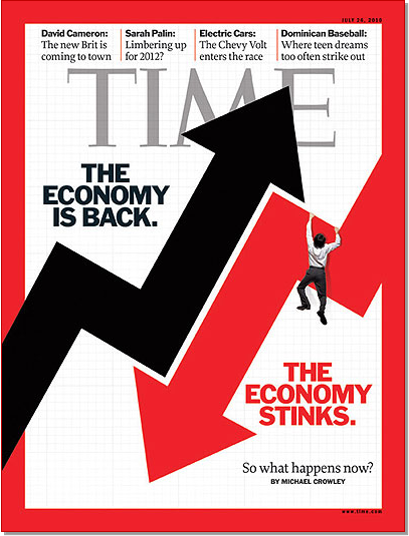 JULY 26, 2010
David Cameron:
The new Brit is
coming to town
Sarah Palin:
Limbering up
for 2012?
Electric Cars:
The Chevy Volt
enters the race
Dominican Baseball:
Where teen dreams
too often strike out
TIME
THE
ECONOMY
IS BACK.
THE
ECONOMY
STINKS.
So what happens now?
BY MICHAEL CROWLEY
www.time.com